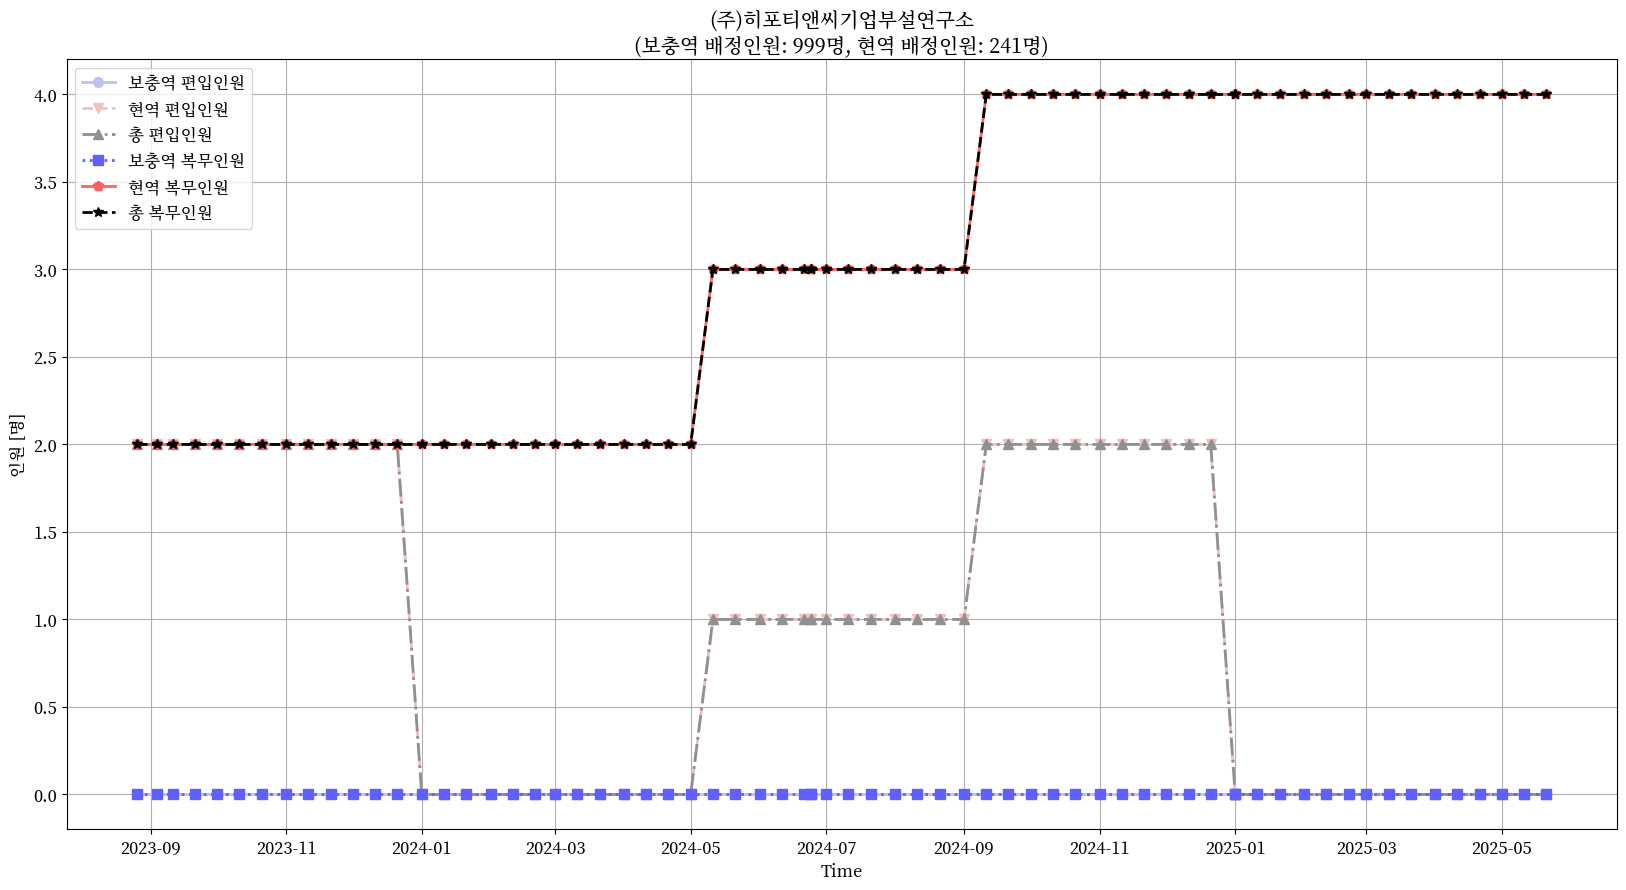 (주)히포티앤씨기업부설연구소
(보충역 배정인원: 999명, 현역 배정인원: 241명)
보충역 편입인원
현역 편입인원
총 편입인원
보충역 복무인원
현역 복무인원
총 복무인원
4.0
3.5
3.0
2.5
2.0
1.5
1.0
0.5
0.0
인원 [명]
2023-09 2023-11 2024-01 2024-03 2024-05 2024-07 2024-09 2024-11 2025-01 2025-03 2025-05
Time